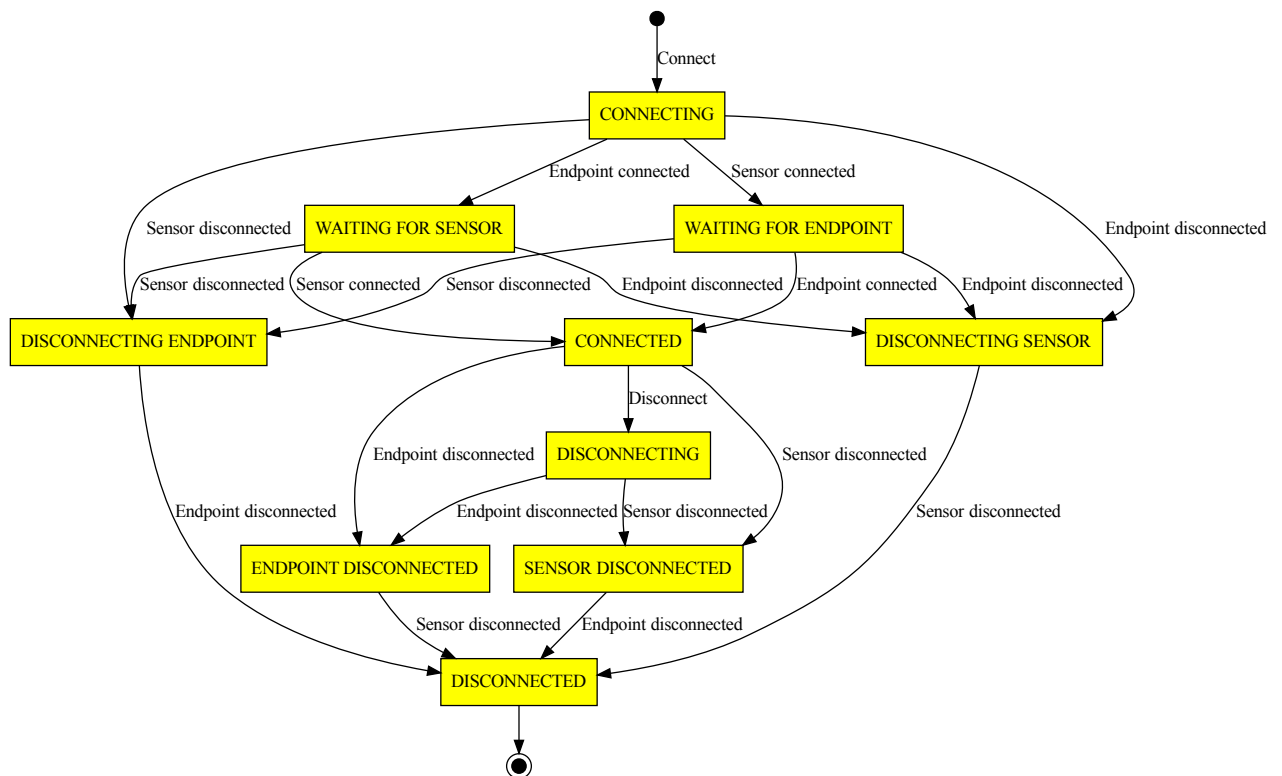 Connect
CONNECTING
Endpoint connected
Sensor connected
Sensor disconnected
WAITING FOR SENSOR
WAITING FOR ENDPOINT
Endpoint disconnected
Sensor disconnected
Sensor connected
Sensor disconnected
Endpoint disconnected
Endpoint connected
Endpoint disconnected
DISCONNECTING ENDPOINT
CONNECTED
DISCONNECTING SENSOR
Disconnect
Endpoint disconnected
DISCONNECTING
Sensor disconnected
Endpoint disconnected
Endpoint disconnected
Sensor disconnected
Sensor disconnected
ENDPOINT DISCONNECTED
SENSOR DISCONNECTED
Sensor disconnected
Endpoint disconnected
DISCONNECTED